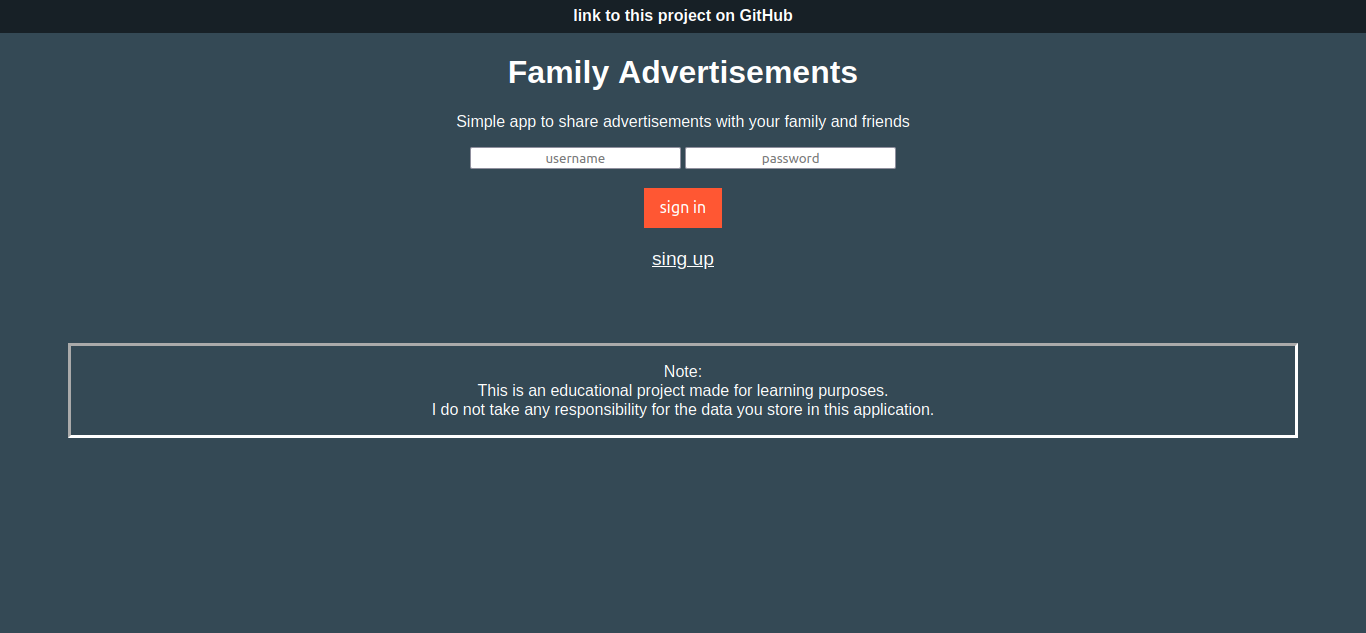 link to this project on GitHub
Family Advertisements
Simple app to share advertisements with your family and friends
username password
sign in
sing up
Note:
This is an educational project made for learning purposes.
I do not take any responsibility for the data you store in this application.